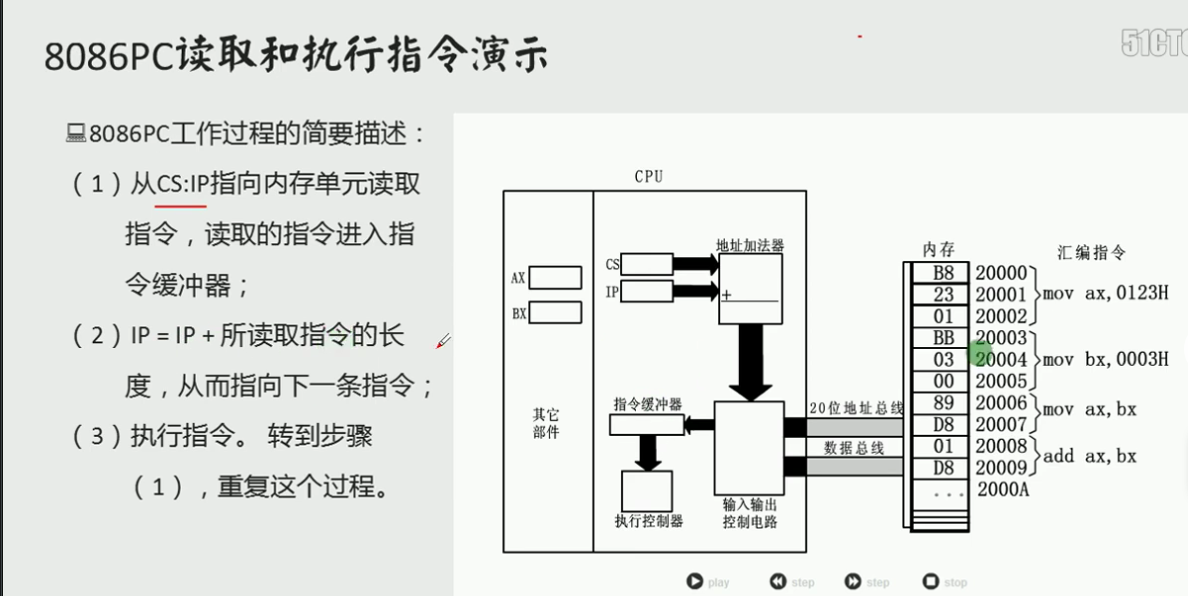 8086PC读取和执行指令演示
51CTO
8086PC工作过程的简要描述：
（1）从CS:IP指向内存单元读取
指令，读取的指令进入指
令缓冲器；
（2）IP = IP + 所读取指令的长
度，从而指向下一条指令；
（3）执行指令。 转到步骤
（1），重复这个过程。
CPU
地址加法器
CS
IP
+
AX
BX
其它
部件
指令缓冲器
执行控制器
输入输出
控制电路
20位地址总线
数据总线
内存
汇编指令
B8 20000
23 20001 mov ax,0123H
01 20002
BB 20003
03 20004 mov bx,0003H
00 20005
89 20006 mov ax,bx
D8 20007
01 20008 add ax,bx
D8 20009
... 2000A
play
step
step
stop